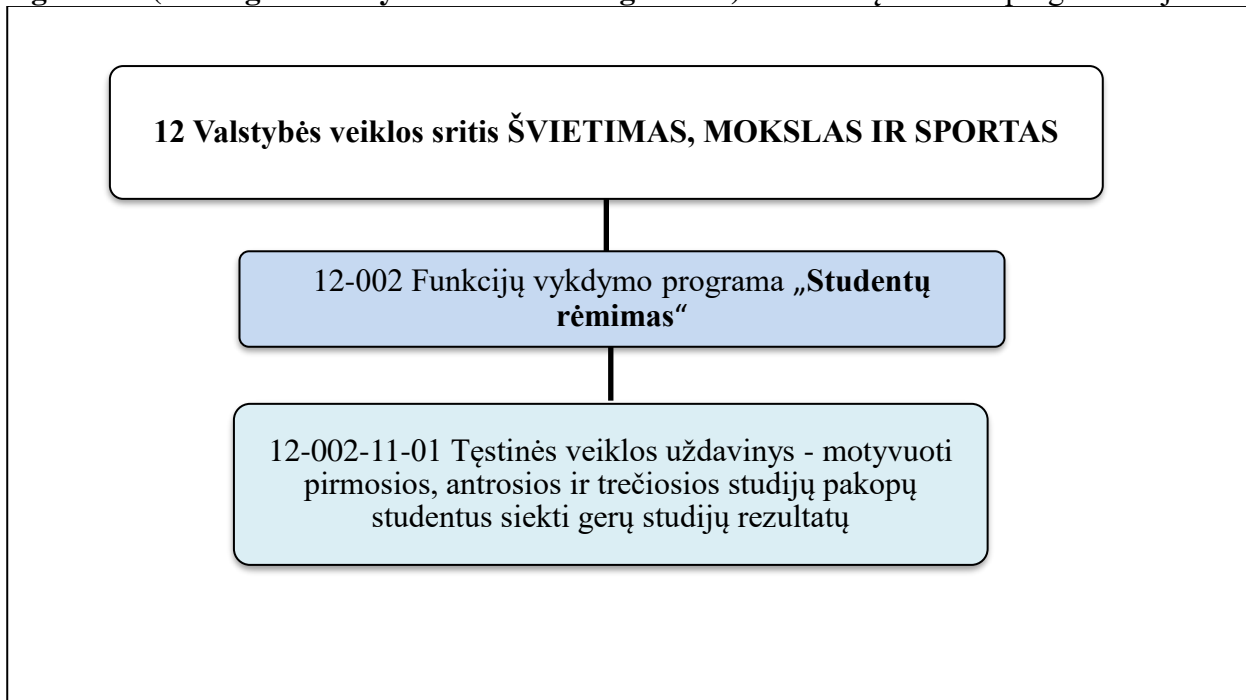 12 Valstybės veiklos sritis ŠVIETIMAS, MOKSLAS IR SPORTAS
12-002 Funkcijų vykdymo programa „Studentų
rėmimas“
12-002-11-01 Tęstinės veiklos uždavinys - motyvuoti
pirmosios, antrosios ir trečiosios studijų pakopų
studentus siekti gerų studijų rezultatų